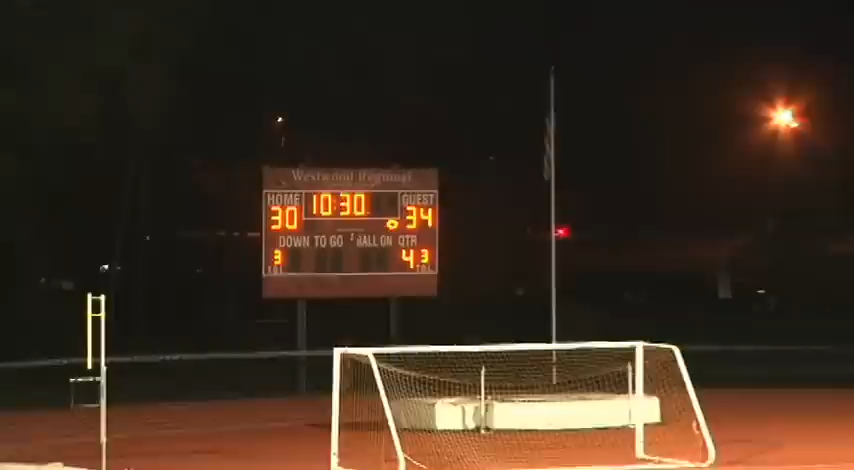 Westwood Regional
HOME 10:30 GUEST
30 34
DOWN TO GO BALL ON QTR
3 4 3
T.O.L. T.O.L.